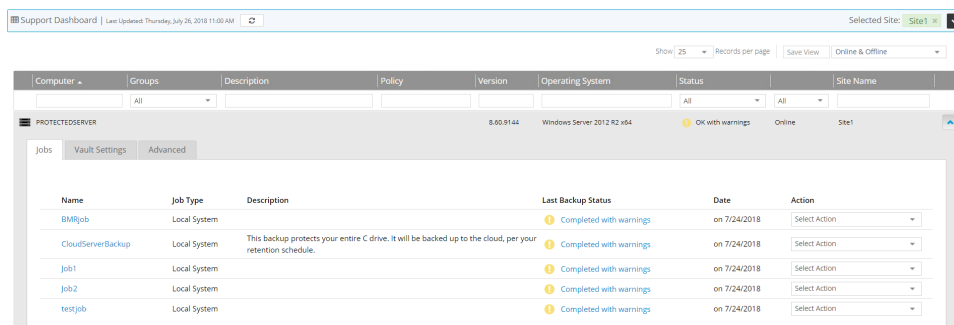 Support Dashboard | Last Updated: Thursday, July 26, 2018 11:00 AM Selected Site: Site1 ×
Show 25 Records per page Save View Online & Offline
Computer Groups Description Policy Version Operating System Status Site Name
All All All
PROTECTEDSERVER 8.60.9144 Windows Server 2012 R2 x64 OK with warnings Online Site1
Jobs Vault Settings Advanced
Name Job Type Description Last Backup Status Date Action
BMRjob Local System Completed with warnings on 7/24/2018 Select Action
CloudServerBackup Local System This backup protects your entire C drive. It will be backed up to the cloud, per your Completed with warnings on 7/24/2018 Select Action
retention schedule.
Job1 Local System Completed with warnings on 7/24/2018 Select Action
Job2 Local System Completed with warnings on 7/24/2018 Select Action
testjob Local System Completed with warnings on 7/24/2018 Select Action